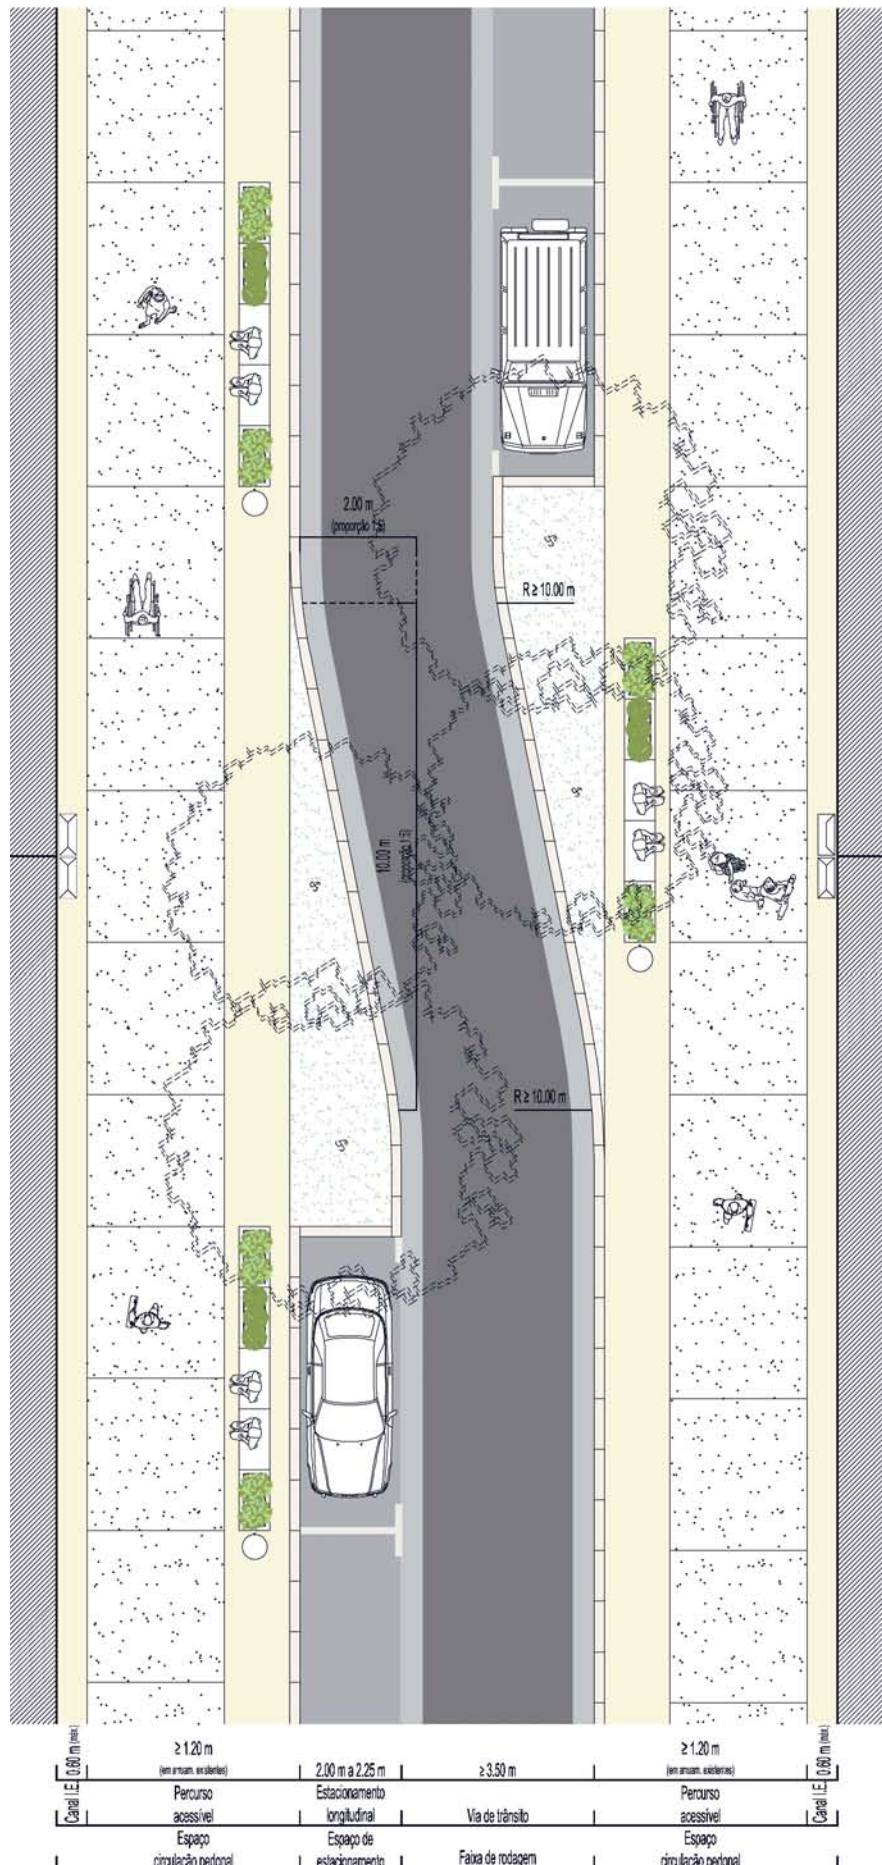 2.00 m
(proporção 1:5)
R ≥ 10.00 m
10.00 m
(proporção 1:5)
R ≥ 10.00 m
Canal I.E. 0.60 m (máx.)
≥ 1.20 m
(em arruam. existentes)
2.00 m a 2.25 m
≥ 3.50 m
≥ 1.20 m
(em arruam. existentes)
Canal I.E. 0.60 m (máx.)
Percurso
acessível
Estacionamento
longitudinal
Via de trânsito
Percurso
acessível
Espaço
circulação pedonal
Espaço de
estacionamento
Faixa de rodagem
Espaço
circulação pedonal